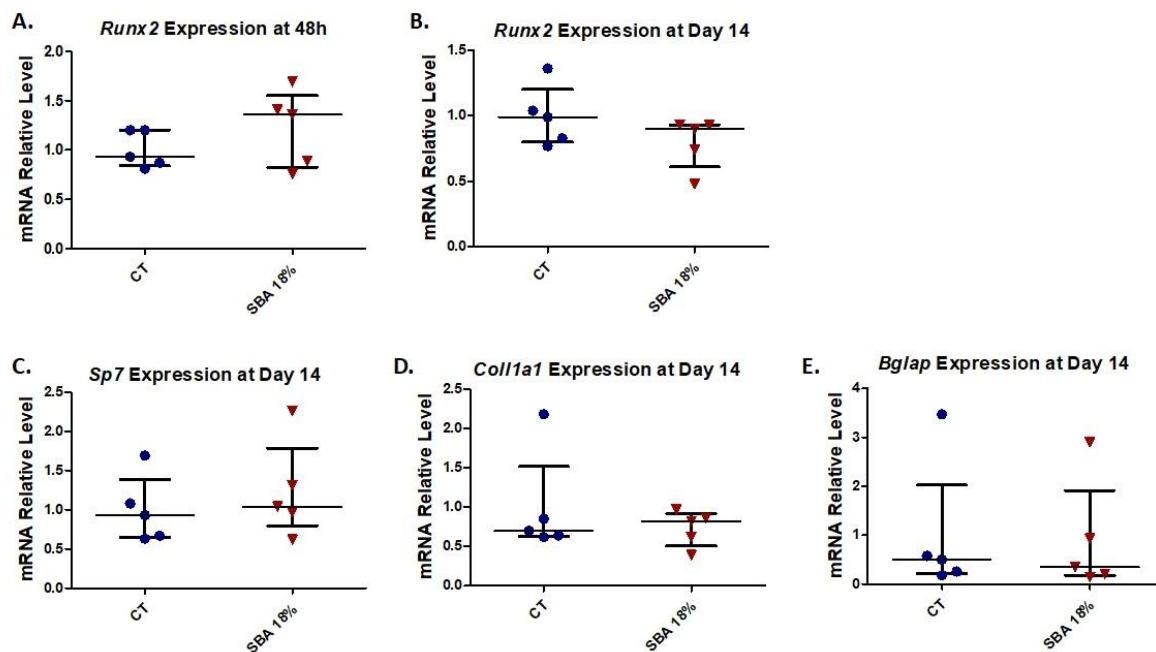 A.
Runx2 Expression at 48h
mRNA Relative Level
2.0
1.5
1.0
0.5
0.0
CT
SBA 18%
B.
Runx2 Expression at Day 14
mRNA Relative Level
1.5
1.0
0.5
0.0
CT
SBA 18%
C.
Sp7 Expression at Day 14
mRNA Relative Level
2.5
2.0
1.5
1.0
0.5
0.0
CT
SBA 18%
D.
Coll1a1 Expression at Day 14
mRNA Relative Level
2.5
2.0
1.5
1.0
0.5
0.0
CT
SBA 18%
E.
Bglap Expression at Day 14
mRNA Relative Level
4
3
2
1
0
CT
SBA 18%